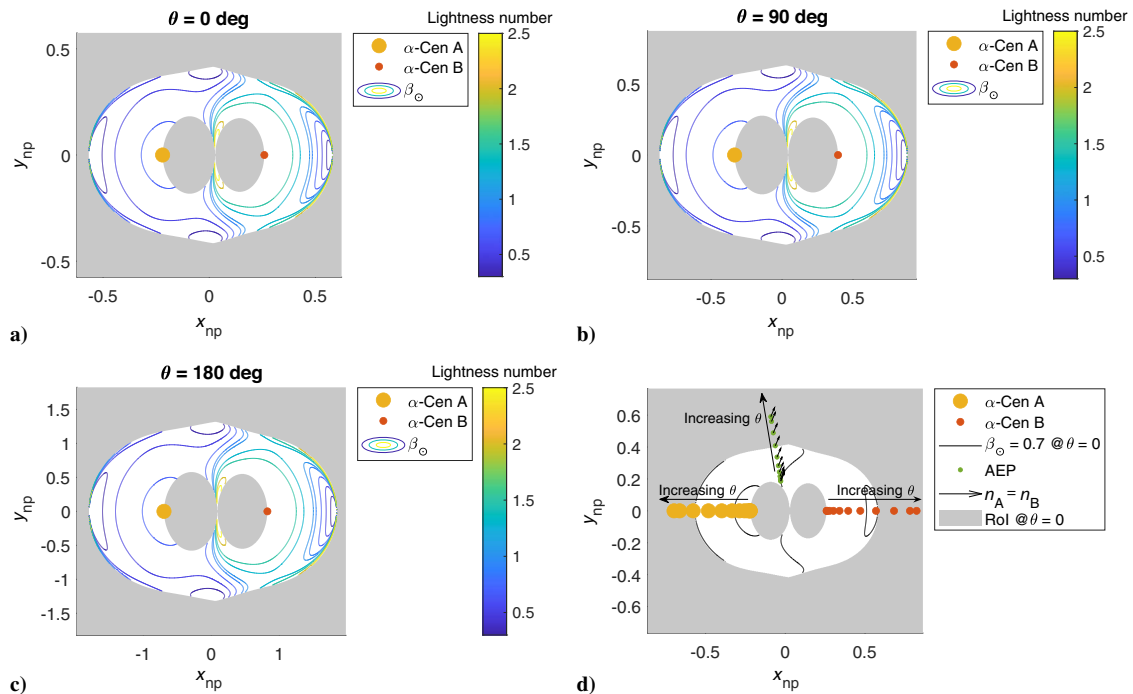 θ = 0 deg
Lightness number
α-Cen A
α-Cen B
β⊙
0.5
0
-0.5
y_np
-0.5
0
0.5
x_np
2.5
2
1.5
1
0.5
a)
θ = 90 deg
Lightness number
α-Cen A
α-Cen B
β⊙
0.5
0
-0.5
y_np
-0.5
0
0.5
x_np
2.5
2
1.5
1
0.5
b)
θ = 180 deg
Lightness number
α-Cen A
α-Cen B
β⊙
1.5
1
0.5
0
-0.5
-1
-1.5
y_np
-1
0
1
x_np
2.5
2
1.5
1
0.5
c)
α-Cen A
α-Cen B
β⊙ = 0.7 @θ = 0
AEP
n_A = n_B
RoI @θ = 0
Increasing θ
Increasing θ
Increasing θ
0.6
0.4
0.2
0
-0.2
-0.4
-0.6
y_np
-0.5
0
0.5
x_np
d)